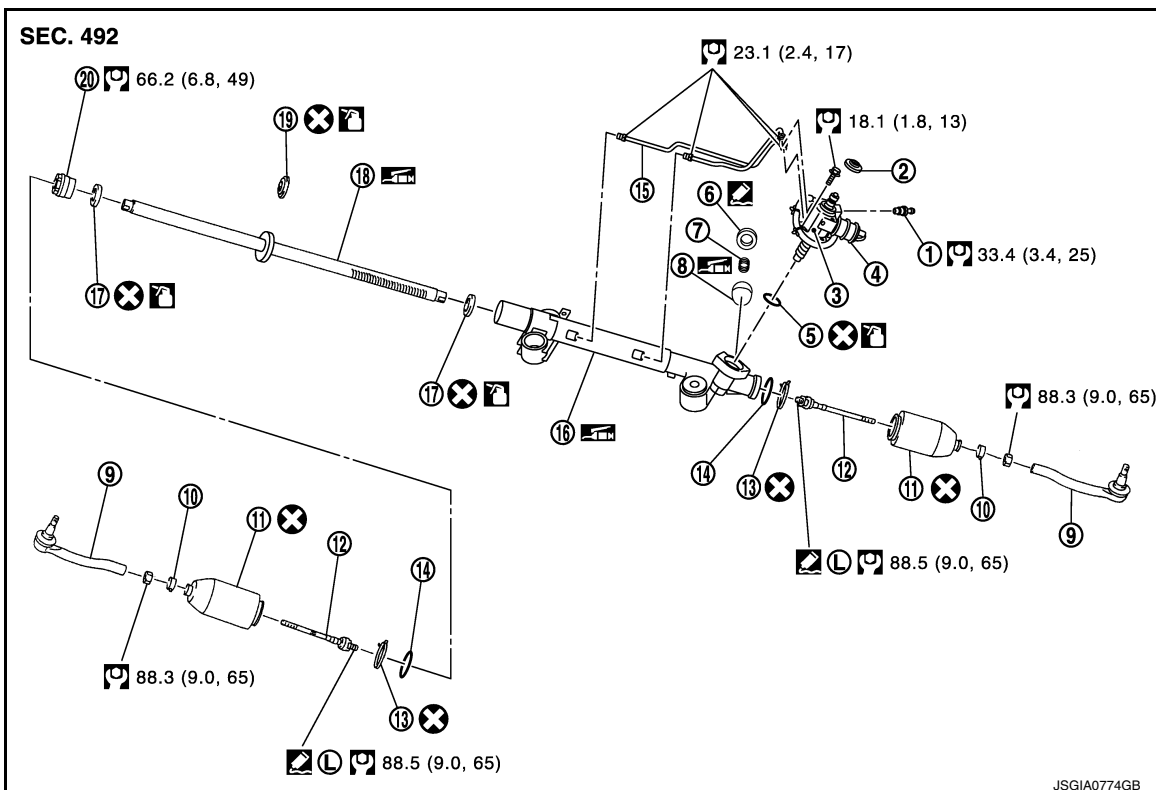 SEC. 492
23.1 (2.4, 17)
20 66.2 (6.8, 49)
18.1 (1.8, 13)
19
2
18
15
6
7
1 33.4 (3.4, 25)
8
4
3
17
5
17
88.3 (9.0, 65)
16
14
13
12
11
10
9
9
10
11
12
14
L 88.5 (9.0, 65)
88.3 (9.0, 65)
13
L 88.5 (9.0, 65)
JSGIA0774GB